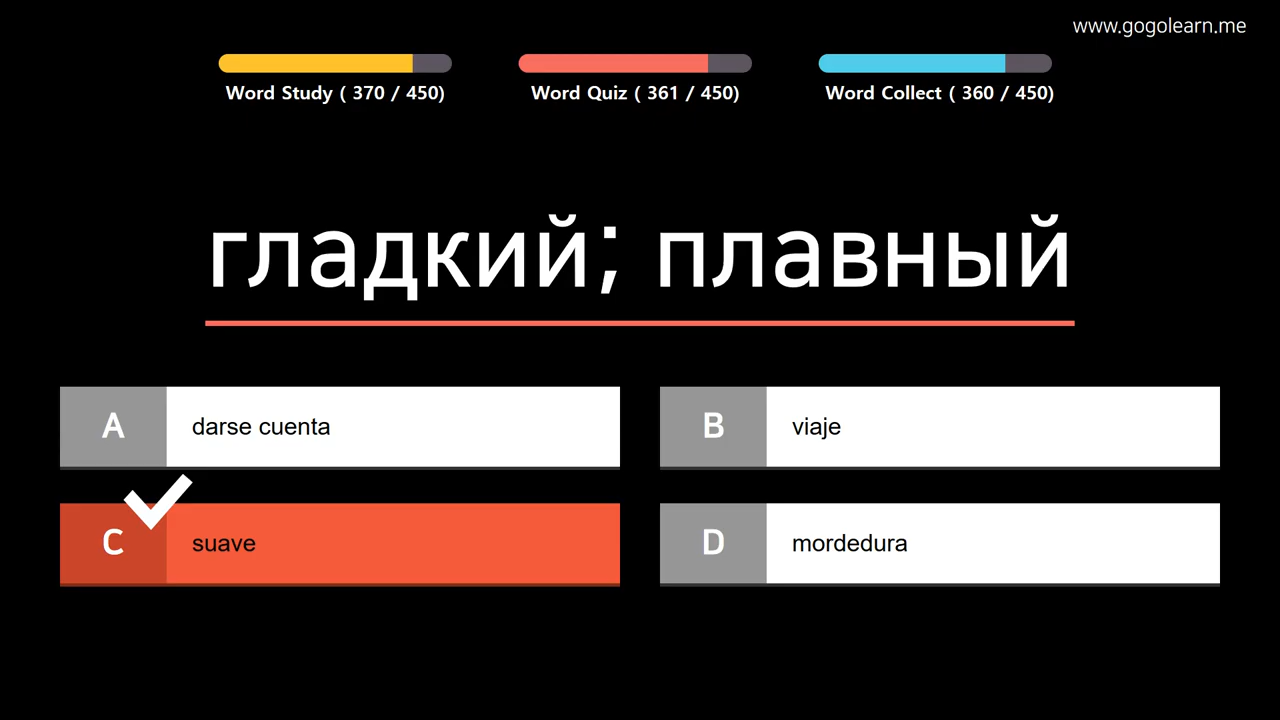 www.gogolearn.me
Word Study ( 370 / 450)
Word Quiz ( 361 / 450)
Word Collect ( 360 / 450)
гладкий; плавный
A darse cuenta
B viaje
C suave
D mordedura